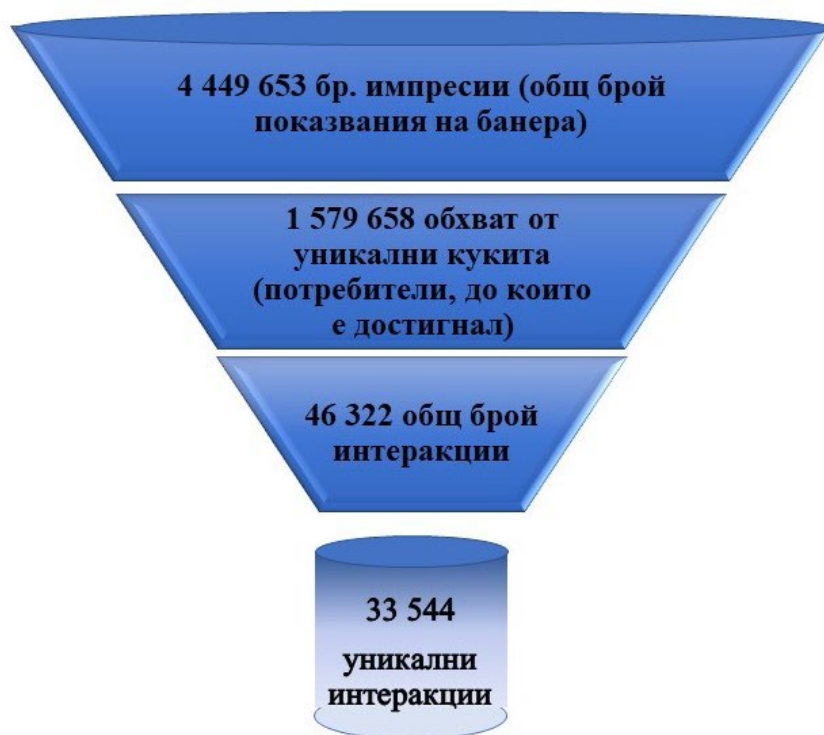 4 449 653 бр. импресии (общ брой
показвания на банера)
1 579 658 обхват от
уникални кукита
(потребители, до които
е достигнал)
46 322 общ брой
интеракции
33 544
уникални
интеракции